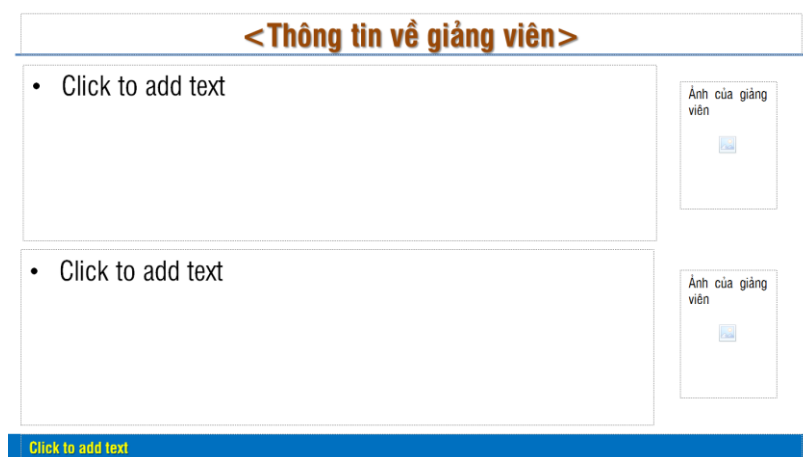 <Thông tin về giảng viên>
• Click to add text
Ảnh của giảng
viên
• Click to add text
Ảnh của giảng
viên
Click to add text